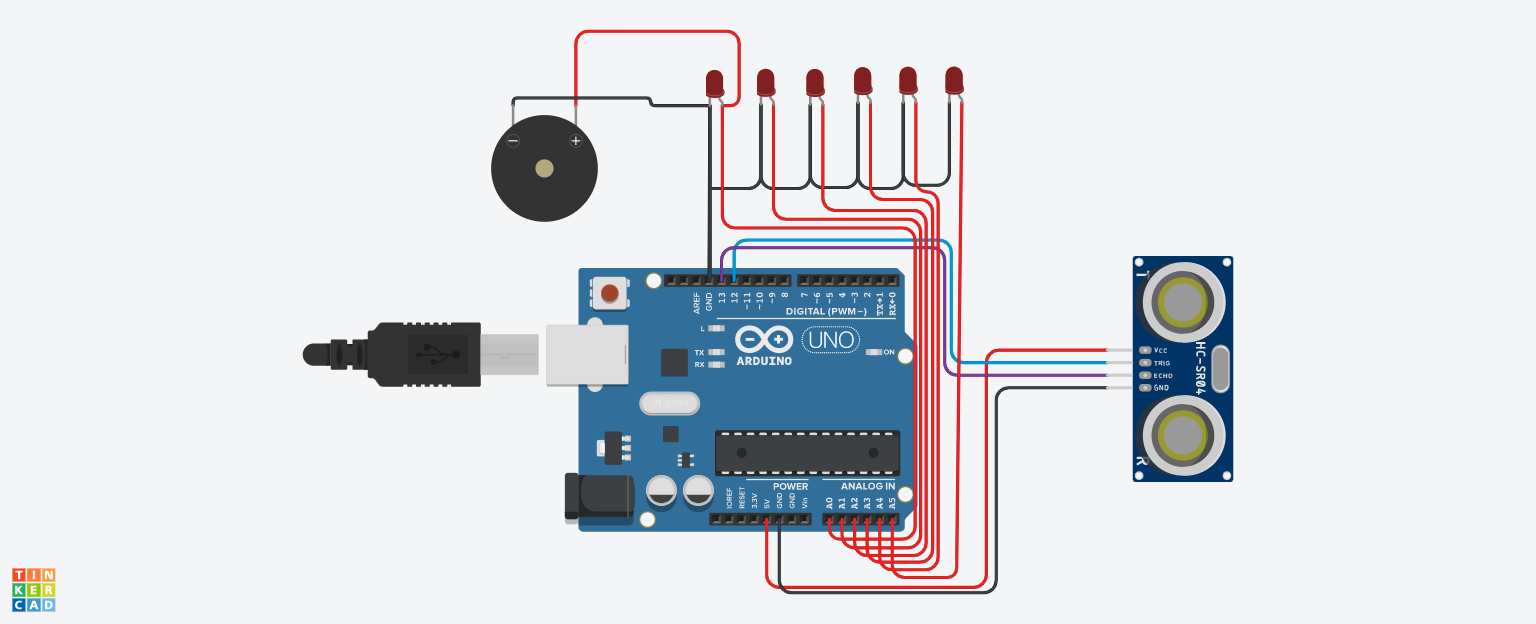 AREF
GND
13
12
~11
~10
~9
8
7
~6
~5
4
~3
2
TX→1
RX←0
DIGITAL (PWM~)
L
TX
RX
ARDUINO
UNO
ON
POWER
ANALOG IN
IOREF
RESET
3.3V
5V
GND
GND
Vin
A0
A1
A2
A3
A4
A5
T
Vcc
TRIG
ECHO
GND
HC-SR04
R
TIN
KER
CAD